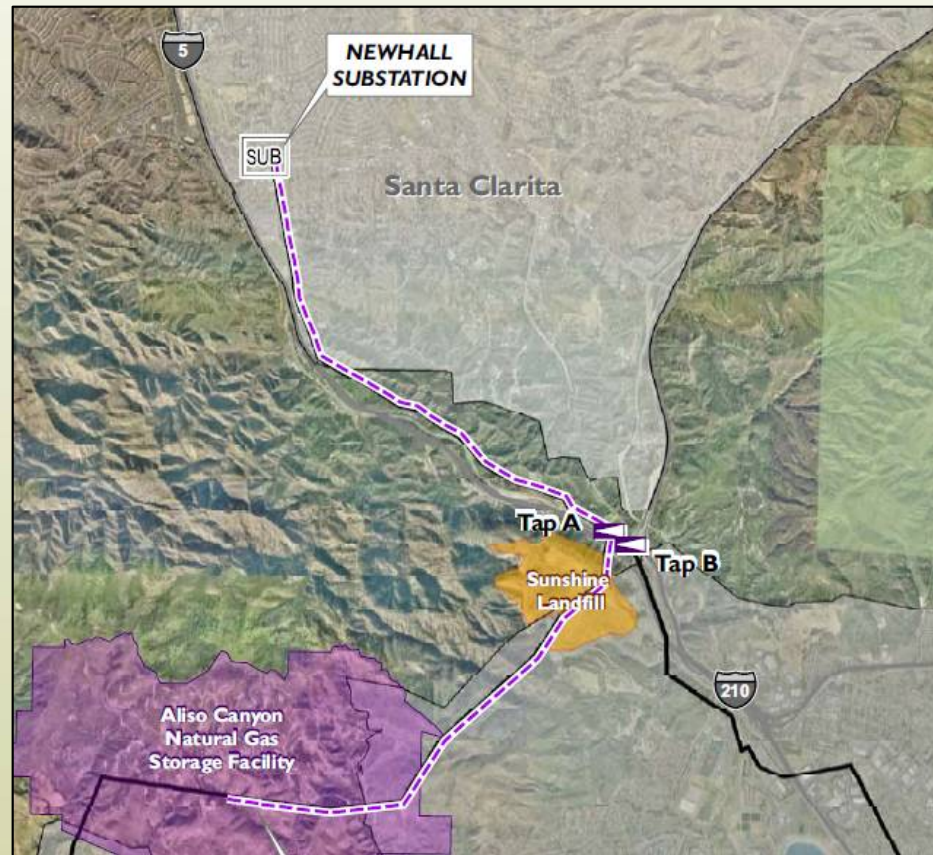 5
NEWHALL
SUBSTATION
SUB
Santa Clarita
Tap A
Tap B
Sunshine
Landfill
210
Aliso Canyon
Natural Gas
Storage Facility